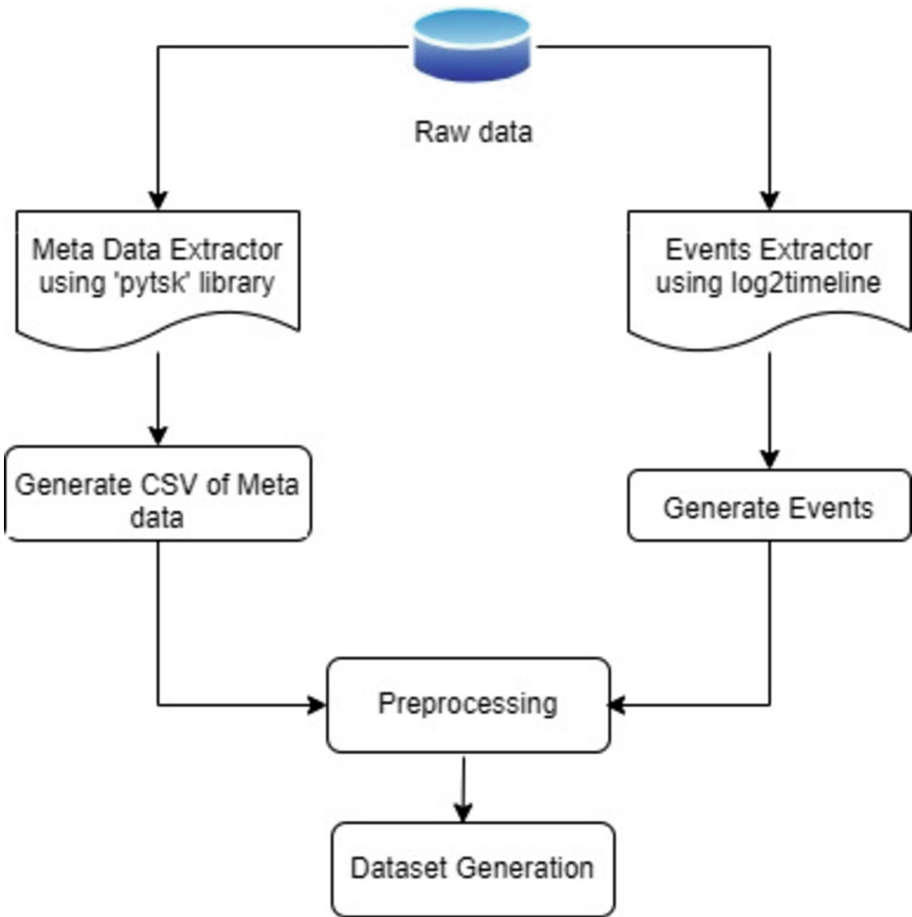 Raw data
Meta Data Extractor
using 'pytsk' library
Events Extractor
using log2timeline
Generate CSV of Meta
data
Generate Events
Preprocessing
Dataset Generation